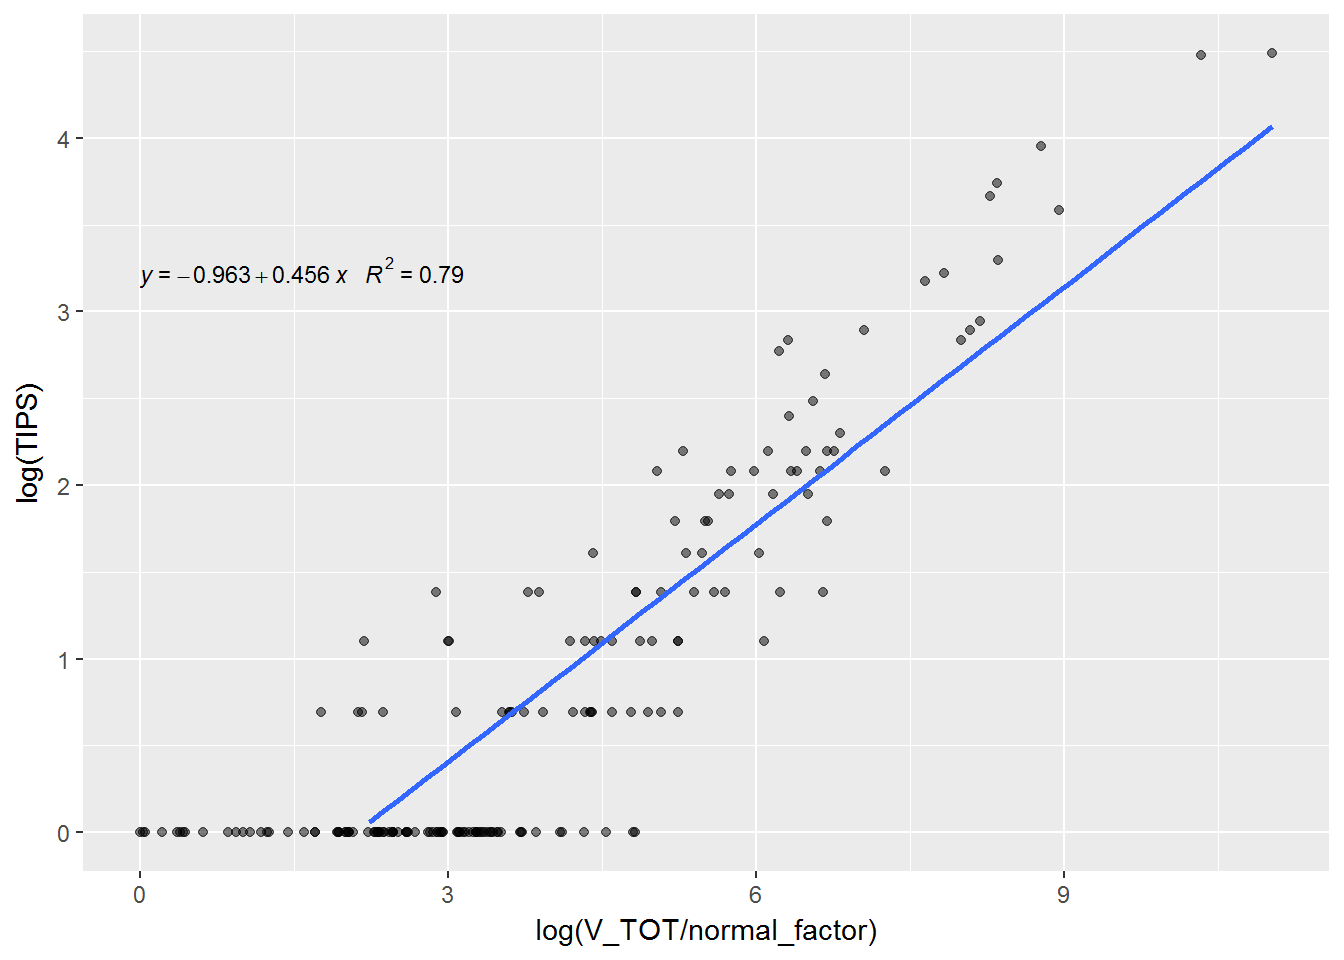 4
3
2
1
0
log(TIPS)
y = −0.963 + 0.456 x   R² = 0.79
0 3 6 9
log(V_TOT/normal_factor)